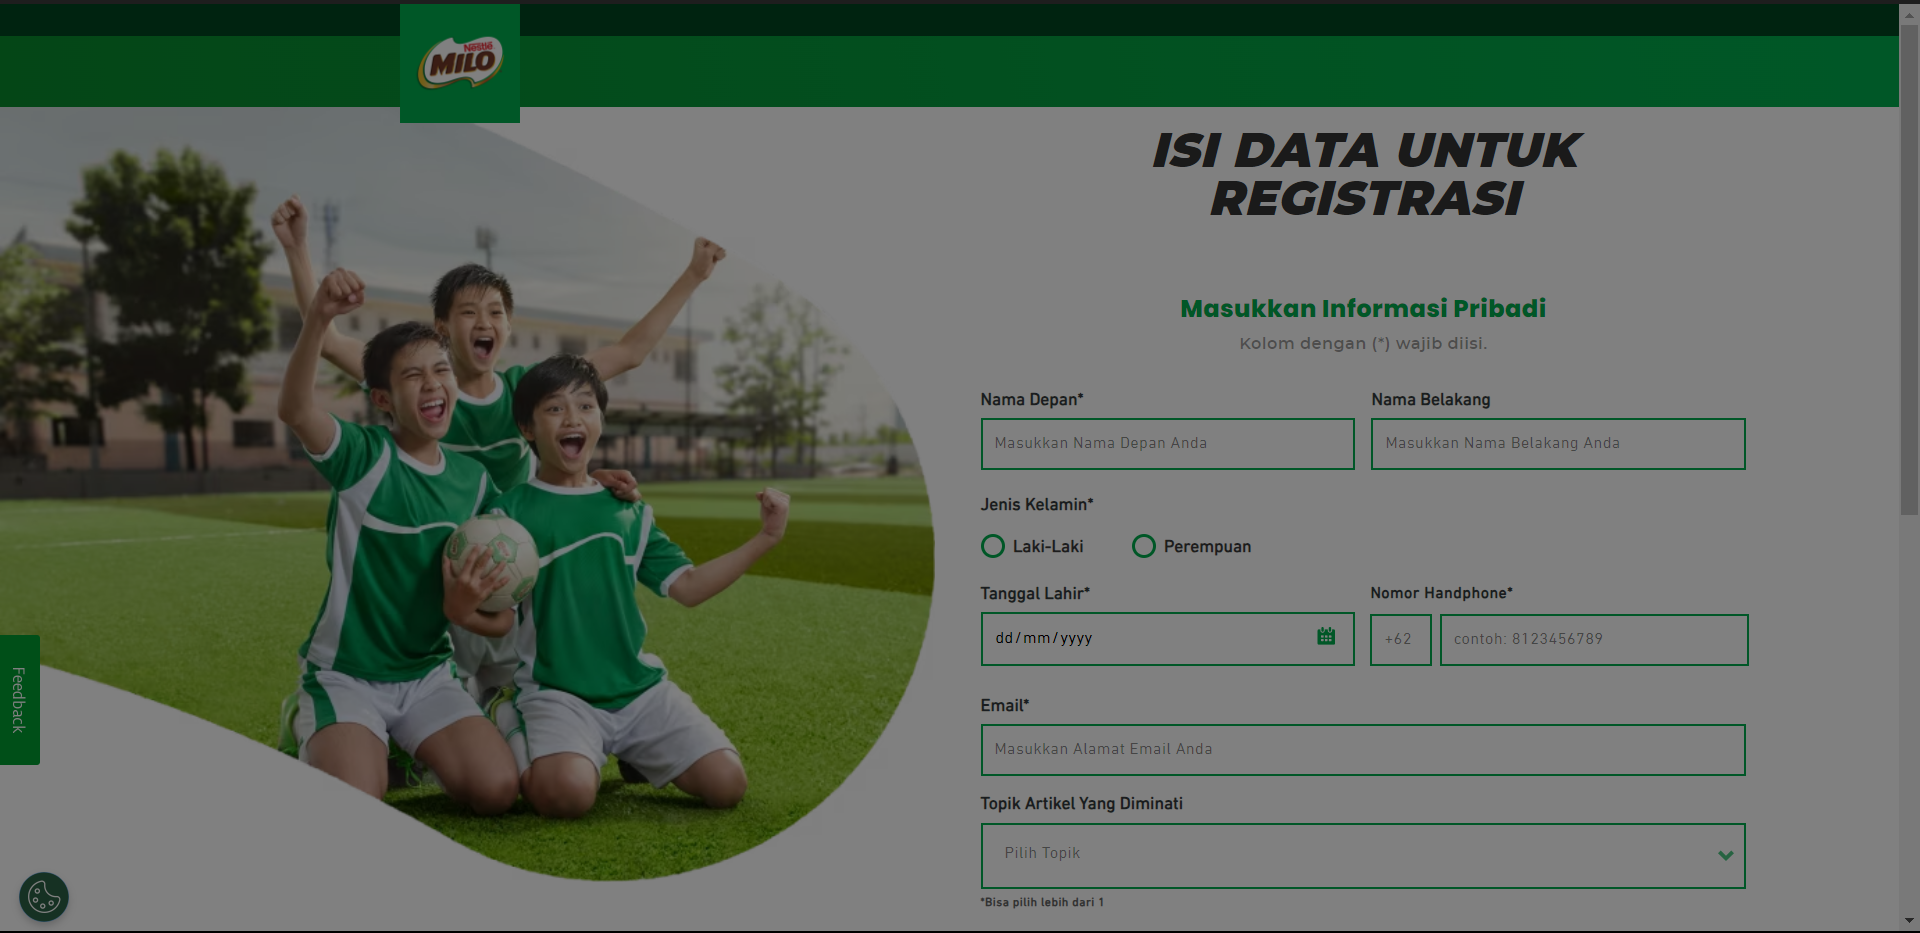 Nestlé
MILO
ISI DATA UNTUK
REGISTRASI
Masukkan Informasi Pribadi
Kolom dengan (*) wajib diisi.
Nama Depan*
Nama Belakang
Masukkan Nama Depan Anda
Masukkan Nama Belakang Anda
Jenis Kelamin*
Laki-Laki
Perempuan
Tanggal Lahir*
Nomor Handphone*
dd/mm/yyyy
+62
contoh: 8123456789
Email*
Masukkan Alamat Email Anda
Topik Artikel Yang Diminati
Pilih Topik
*Bisa pilih lebih dari 1
Feedback